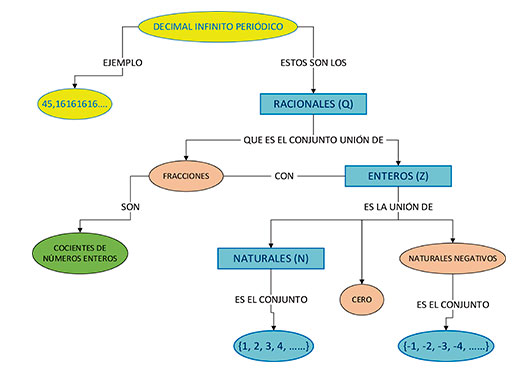 DECIMAL INFINITO PERIÓDICO
EJEMPLO
ESTOS SON LOS
45,16161616....
RACIONALES (Q)
QUE ES EL CONJUNTO UNIÓN DE
FRACCIONES
CON
ENTEROS (Z)
SON
ES LA UNIÓN DE
COCIENTES DE
NÚMEROS ENTEROS
NATURALES (N)
NATURALES NEGATIVOS
CERO
ES EL CONJUNTO
ES EL CONJUNTO
{1, 2, 3, 4, ......}
{-1, -2, -3, -4, ......}